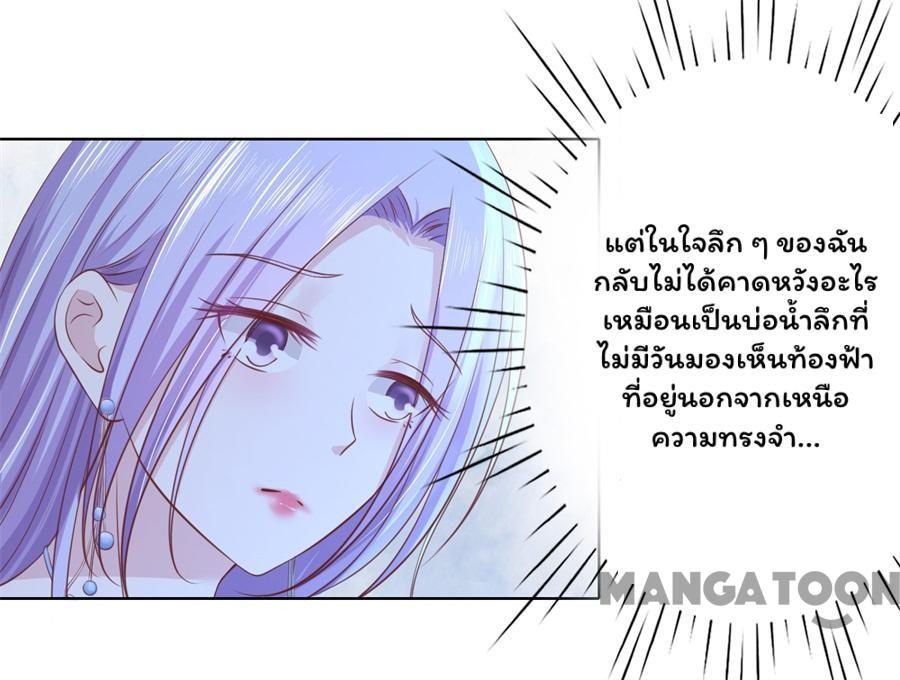 แต่ในใจลึก ๆ ของฉัน
กลับไม่ได้คาดหวังอะไร
เหมือนเป็นบ่อน้ำลึกที่
ไม่มีวันมองเห็นท้องฟ้า
ที่อยู่นอกจากเหนือ
ความทรงจำ...
MANGATOON